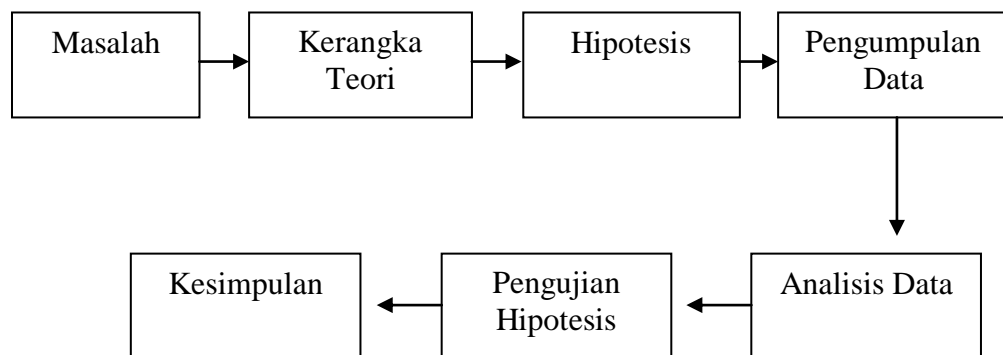 Masalah
Kerangka
Teori
Hipotesis
Pengumpulan
Data
Analisis Data
Pengujian
Hipotesis
Kesimpulan